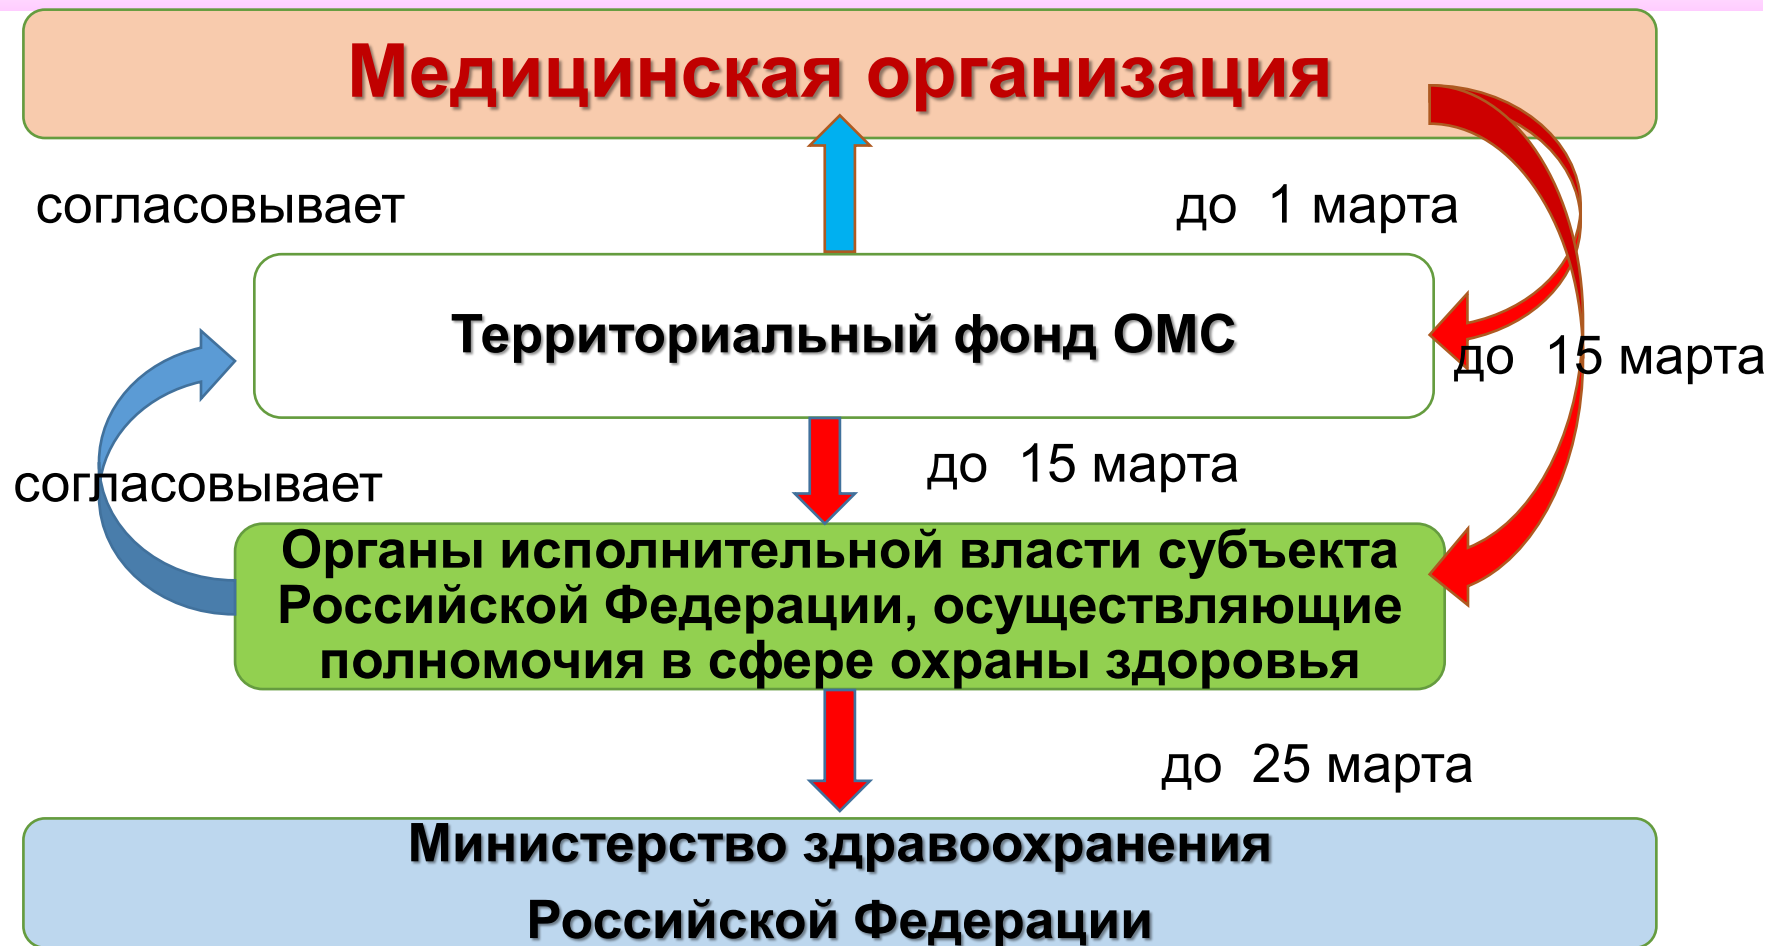 Медицинская организация
согласовывает
до 1 марта
Территориальный фонд ОМС
до 15 марта
до 15 марта
согласовывает
Органы исполнительной власти субъекта
Российской Федерации, осуществляющие
полномочия в сфере охраны здоровья
до 25 марта
Министерство здравоохранения
Российской Федерации